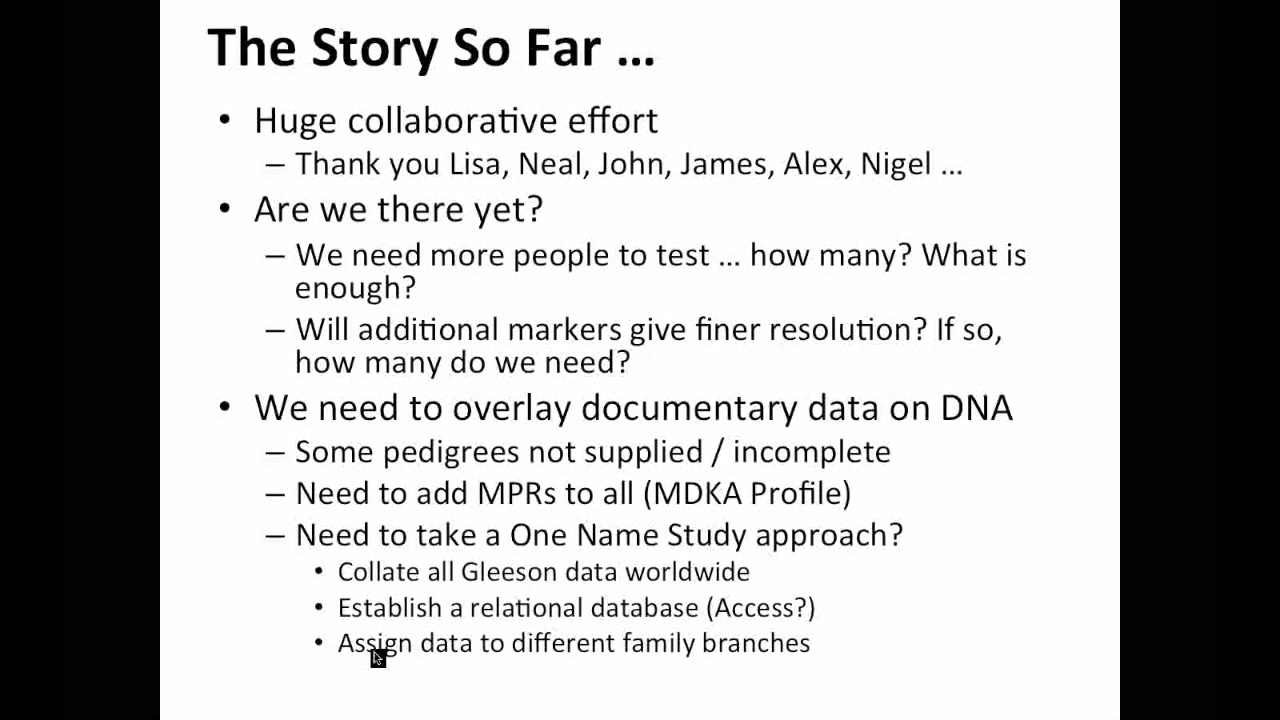 The Story So Far ...
• Huge collaborative effort
– Thank you Lisa, Neal, John, James, Alex, Nigel ...
• Are we there yet?
– We need more people to test ... how many? What is
enough?
– Will additional markers give finer resolution? If so,
how many do we need?
• We need to overlay documentary data on DNA
– Some pedigrees not supplied / incomplete
– Need to add MPRs to all (MDKA Profile)
– Need to take a One Name Study approach?
• Collate all Gleeson data worldwide
• Establish a relational database (Access?)
• Assign data to different family branches